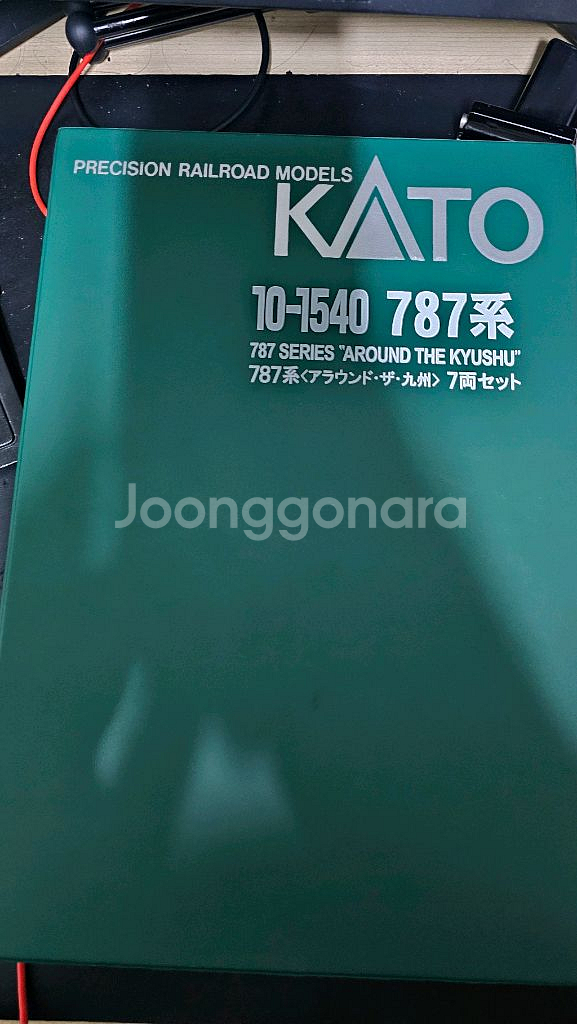 PRECISION RAILROAD MODELS
KATO
10-1540 787系
787 SERIES "AROUND THE KYUSHU"
787系〈アラウンド・ザ・九州〉 7両セット
Joonggonara